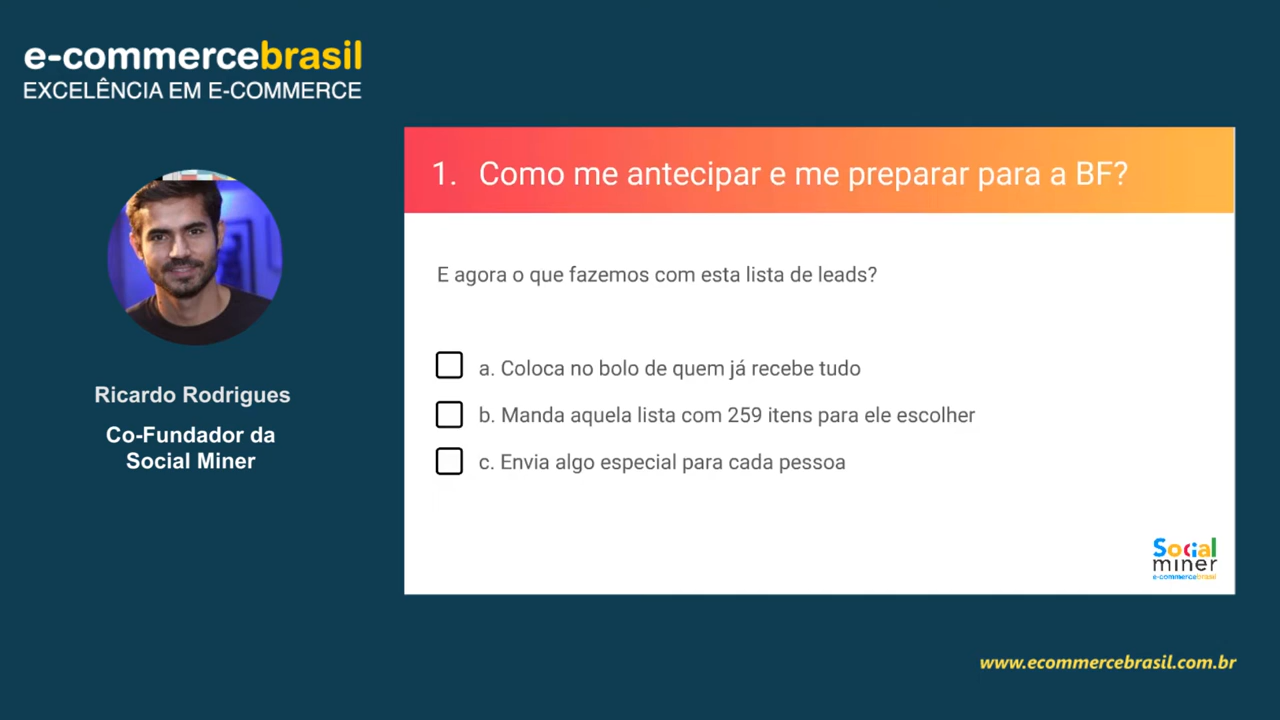 e-commercebrasil
EXCELÊNCIA EM E-COMMERCE
Ricardo Rodrigues
Co-Fundador da
Social Miner
1. Como me antecipar e me preparar para a BF?
E agora o que fazemos com esta lista de leads?
a. Coloca no bolo de quem já recebe tudo
b. Manda aquela lista com 259 itens para ele escolher
c. Envia algo especial para cada pessoa
Social
miner
e-commercebrasil
www.ecommercebrasil.com.br